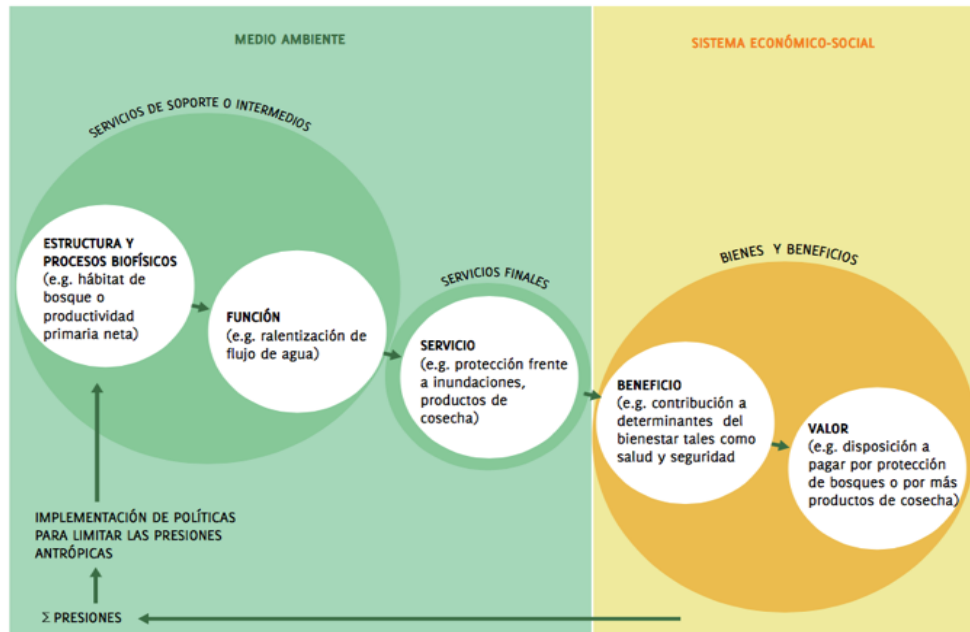 MEDIO AMBIENTE
SISTEMA ECONÓMICO-SOCIAL
SERVICIOS DE SOPORTE O INTERMEDIOS
ESTRUCTURA Y
PROCESOS BIOFÍSICOS
(e.g. hábitat de
bosque o
productividad
primaria neta)
FUNCIÓN
(e.g. ralentización de
flujo de agua)
SERVICIOS FINALES
SERVICIO
(e.g. protección frente
a inundaciones,
productos de
cosecha)
BIENES Y BENEFICIOS
BENEFICIO
(e.g. contribución a
determinantes del
bienestar tales como
salud y seguridad
VALOR
(e.g. disposición a
pagar por protección
de bosques o por más
productos de cosecha)
IMPLEMENTACIÓN DE POLÍTICAS
PARA LIMITAR LAS PRESIONES
ANTRÓPICAS
Σ PRESIONES